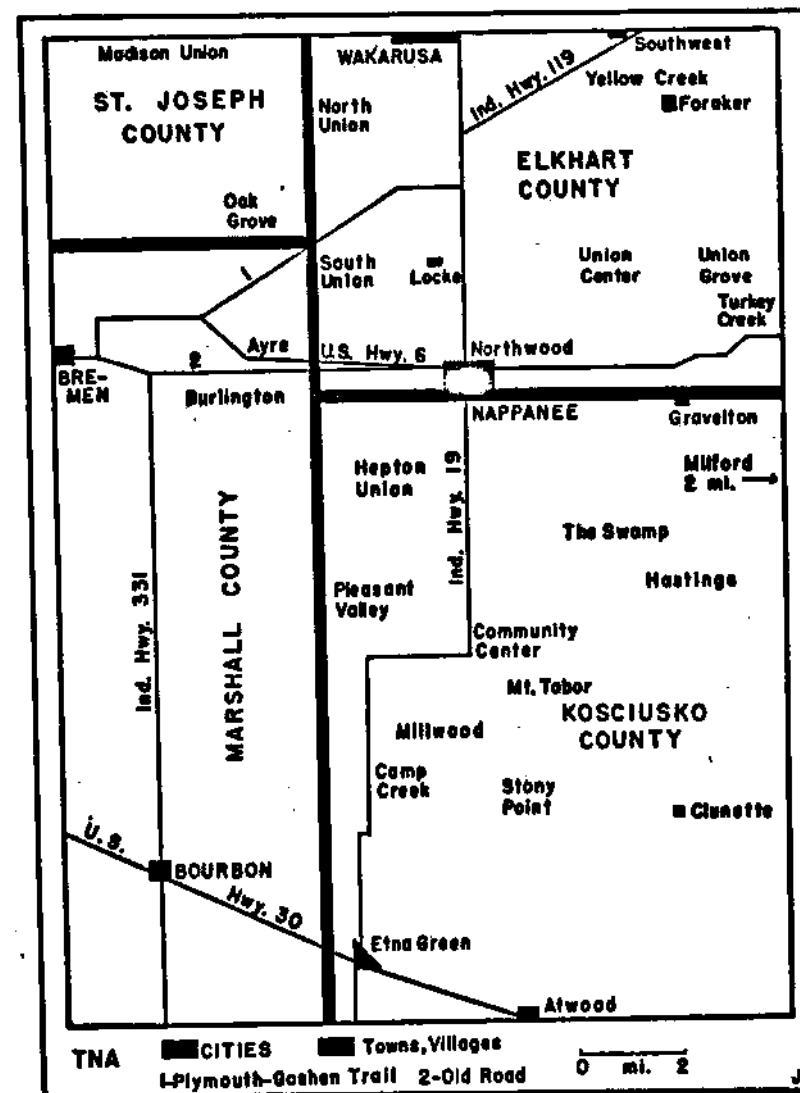 Madison Union
WAKARUSA
Southwest
ST. JOSEPH
COUNTY
North
Union
Ind. Hwy. 119
Yellow Creek
Foraker
ELKHART
COUNTY
Oak
Grove
South
Union
Locke
Union
Center
Union
Grove
Turkey
Creek
1
2
Ayre
U.S. Hwy. 6
Northwood
BRE-
MEN
Burlington
NAPPANEE
Gravelton
Hepton
Union
Ind. Hwy. 19
Milford
2 mi.
The Swamp
Hastings
Ind. Hwy. 331
MARSHALL COUNTY
Pleasant
Valley
Community
Center
Mt. Tabor
KOSCIUSKO
COUNTY
Millwood
Camp
Creek
Stony
Point
Clunette
U.S.
Hwy. 30
BOURBON
Etna Green
Atwood
TNA
CITIES
Towns, Villages
0 mi. 2
1-Plymouth-Goshen Trail 2-Old Road
J